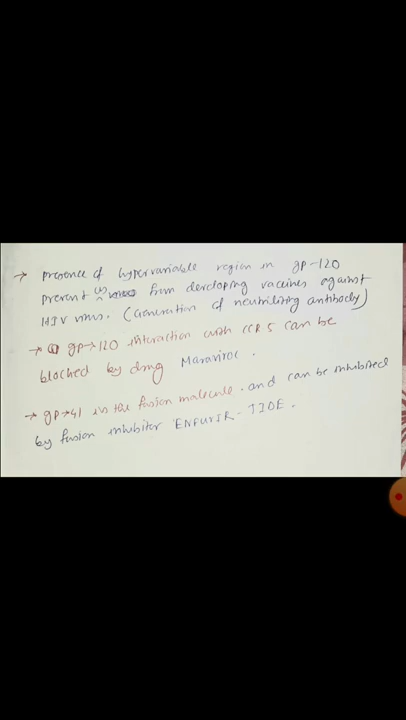 → presence of hypervariable region in gp-120
prevent us from developing vaccines against
HIV virus. (Generation of neutrilizing antibody)
→ gp→120 interaction with CCR5 can be
blocked by drug Maraviroc.
→ gp→41 is the fusion molecule. and can be inhibited
by fusion inhibitor ENFUVIR-TIDE.